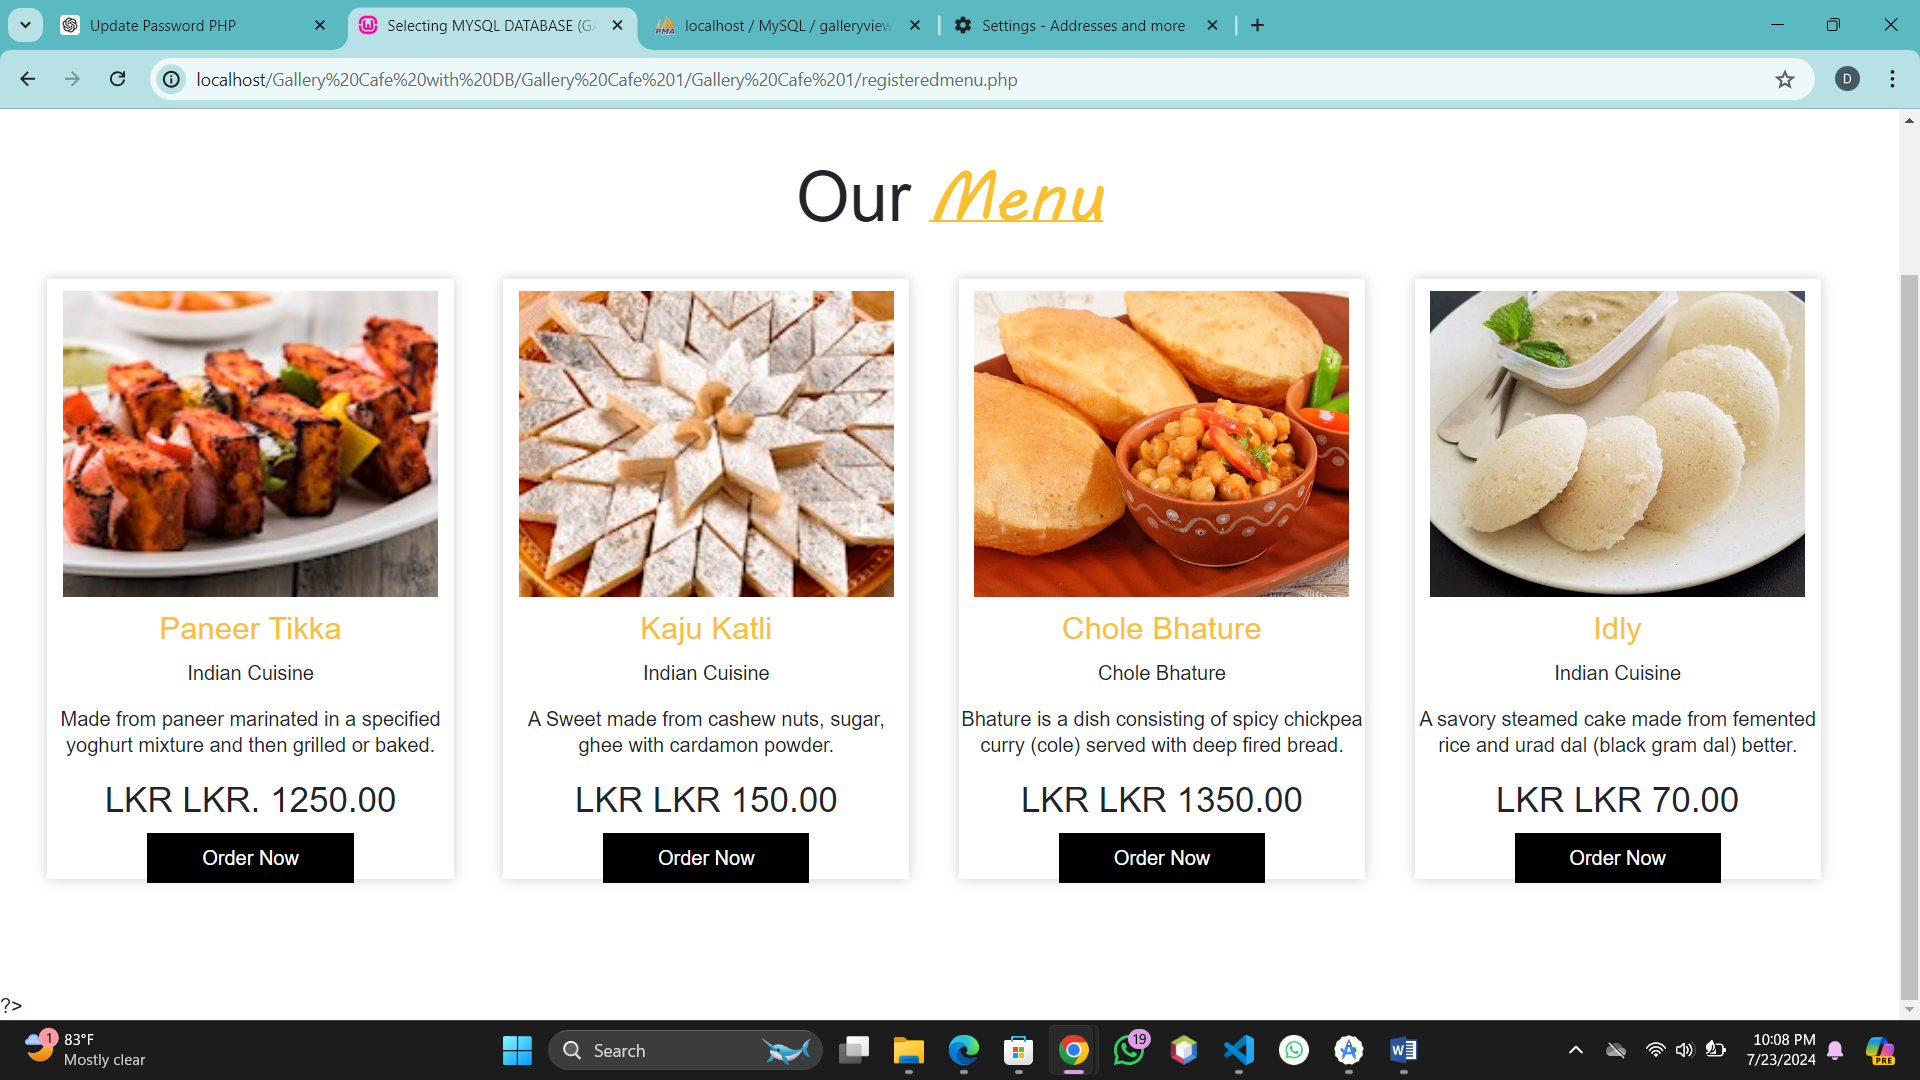 Update Password PHP
Selecting MYSQL DATABASE (GA
localhost / MySQL / galleryview
Settings - Addresses and more
localhost/Gallery%20Cafe%20with%20DB/Gallery%20Cafe%201/Gallery%20Cafe%201/registeredmenu.php
D
Our Menu
Paneer Tikka
Indian Cuisine
Made from paneer marinated in a specified
yoghurt mixture and then grilled or baked.
LKR LKR. 1250.00
Order Now
Kaju Katli
Indian Cuisine
A Sweet made from cashew nuts, sugar,
ghee with cardamon powder.
LKR LKR 150.00
Order Now
Chole Bhature
Chole Bhature
Bhature is a dish consisting of spicy chickpea
curry (cole) served with deep fired bread.
LKR LKR 1350.00
Order Now
Idly
Indian Cuisine
A savory steamed cake made from femented
rice and urad dal (black gram dal) better.
LKR LKR 70.00
Order Now
?>
1
83°F
Mostly clear
Search
19
10:08 PM
7/23/2024
PRE